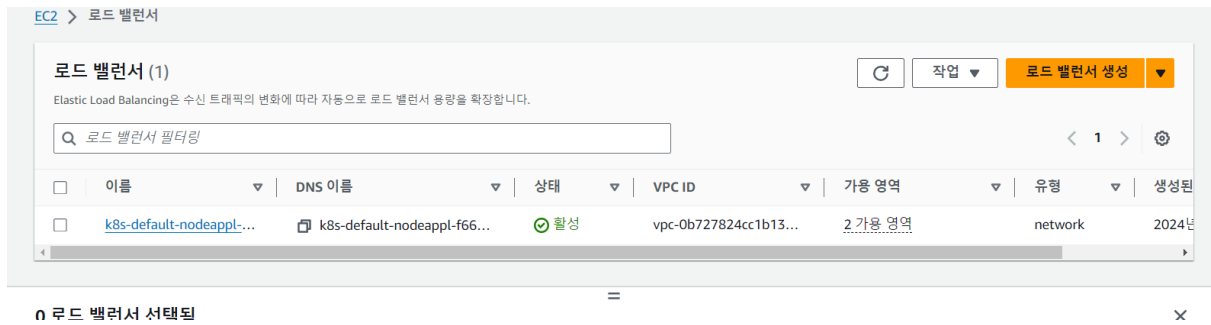 EC2 > 로드 밸런서
로드 밸런서 (1)
작업
로드 밸런서 생성
Elastic Load Balancing은 수신 트래픽의 변화에 따라 자동으로 로드 밸런서 용량을 확장합니다.
로드 밸런서 필터링
1
이름 DNS 이름 상태 VPC ID 가용 영역 유형 생성된
k8s-default-nodeappl-... k8s-default-nodeappl-f66... 활성 vpc-0b727824cc1b13... 2 가용 영역 network 2024년
0 로드 밸런서 선택됨